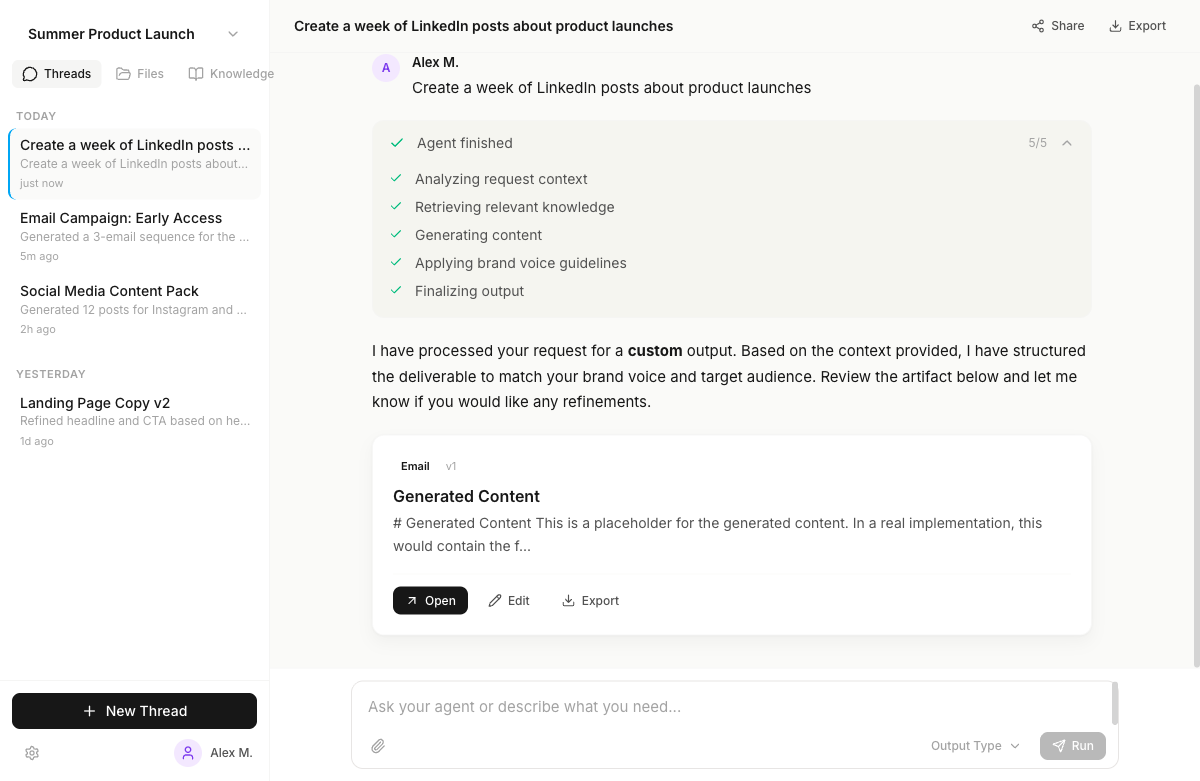 Summer Product Launch
Threads
Files
Knowledge
TODAY
Create a week of LinkedIn posts ...
Create a week of LinkedIn posts about...
just now
Email Campaign: Early Access
Generated a 3-email sequence for the ...
5m ago
Social Media Content Pack
Generated 12 posts for Instagram and ...
2h ago
YESTERDAY
Landing Page Copy v2
Refined headline and CTA based on he...
1d ago
New Thread
Alex M.
Create a week of LinkedIn posts about product launches
Share
Export
A
Alex M.
Create a week of LinkedIn posts about product launches
Agent finished
5/5
Analyzing request context
Retrieving relevant knowledge
Generating content
Applying brand voice guidelines
Finalizing output
I have processed your request for a custom output. Based on the context provided, I have structured
the deliverable to match your brand voice and target audience. Review the artifact below and let me
know if you would like any refinements.
Email v1
Generated Content
# Generated Content This is a placeholder for the generated content. In a real implementation, this
would contain the f...
Open
Edit
Export
Ask your agent or describe what you need...
Output Type
Run